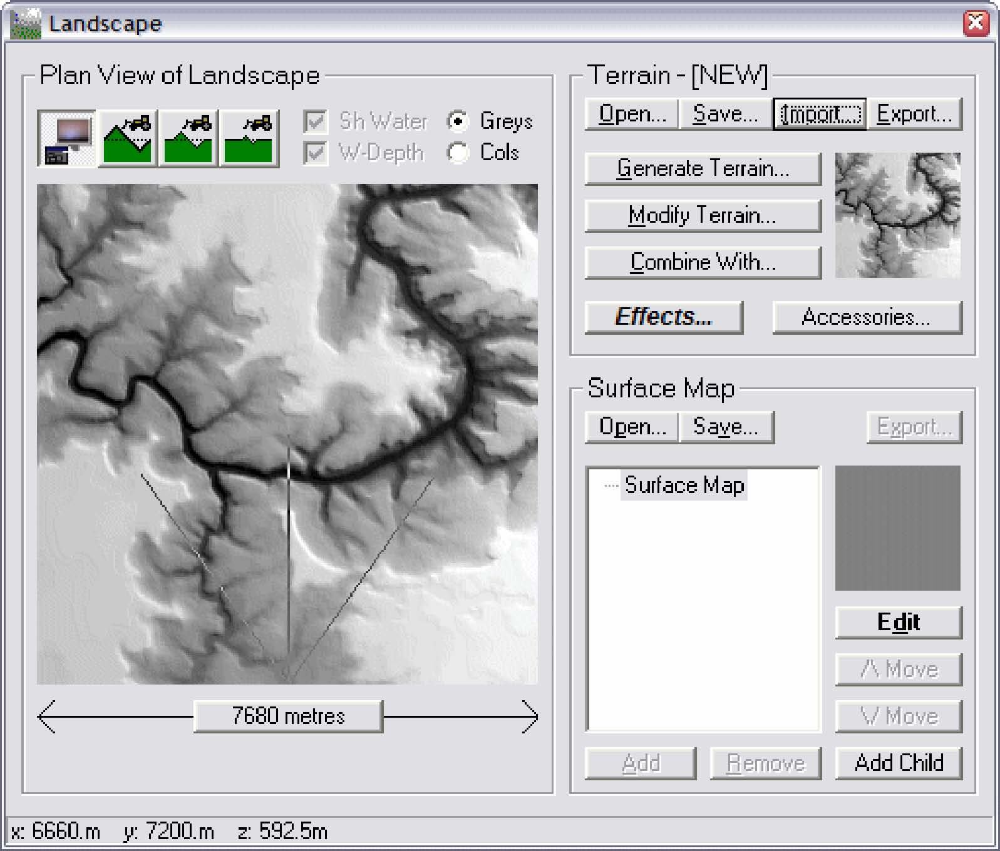 Landscape
Plan View of Landscape
Sh Water
Greys
W-Depth
Cols
7680 metres
Terrain - [NEW]
Open... Save... Import... Export...
Generate Terrain...
Modify Terrain...
Combine With...
Effects... Accessories...
Surface Map
Open... Save... Export...
Surface Map
Edit
/\ Move
\/ Move
Add Remove Add Child
x: 6660.m y: 7200.m z: 592.5m